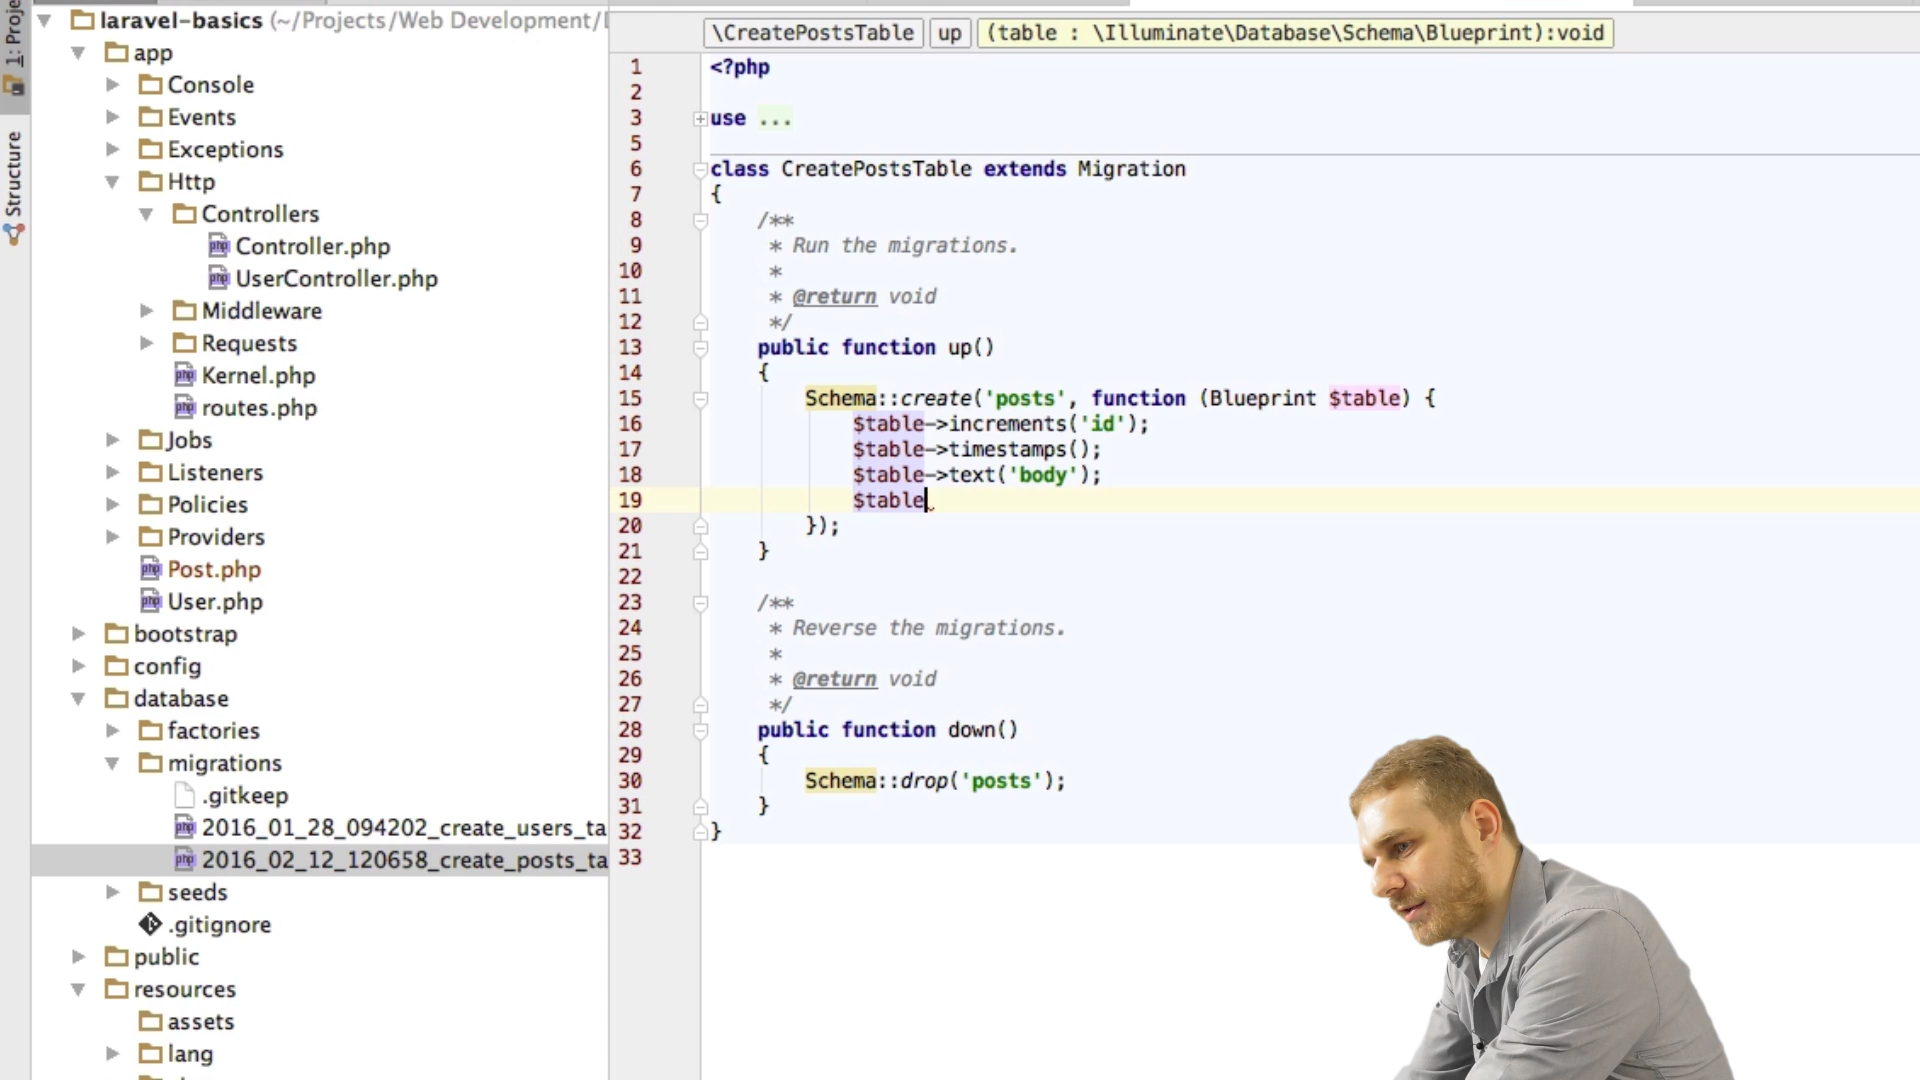 1: Proje
Structure
laravel-basics (~/Projects/Web Development/
app
Console
Events
Exceptions
Http
Controllers
Controller.php
UserController.php
Middleware
Requests
Kernel.php
routes.php
Jobs
Listeners
Policies
Providers
Post.php
User.php
bootstrap
config
database
factories
migrations
.gitkeep
2016_01_28_094202_create_users_ta
2016_02_12_120658_create_posts_ta
seeds
.gitignore
public
resources
assets
lang
\CreatePostsTable up (table : \Illuminate\Database\Schema\Blueprint):void
1 <?php
2
3 use ...
5
6 class CreatePostsTable extends Migration
7 {
8 /**
9 * Run the migrations.
10 *
11 * @return void
12 */
13 public function up()
14 {
15 Schema::create('posts', function (Blueprint $table) {
16 $table->increments('id');
17 $table->timestamps();
18 $table->text('body');
19 $table
20 });
21 }
22
23 /**
24 * Reverse the migrations.
25 *
26 * @return void
27 */
28 public function down()
29 {
30 Schema::drop('posts');
31 }
32 }
33